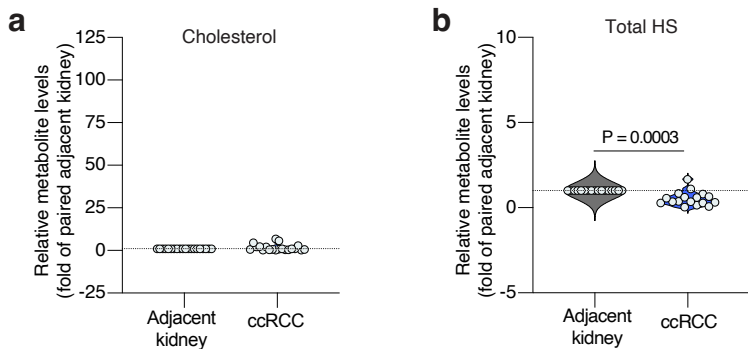 a
Cholesterol
Relative metabolite levels
(fold of paired adjacent kidney)
125
100
75
50
25
0
-25
Adjacent
kidney
ccRCC
b
Total HS
Relative metabolite levels
(fold of paired adjacent kidney)
10
5
0
-5
P = 0.0003
Adjacent
kidney
ccRCC